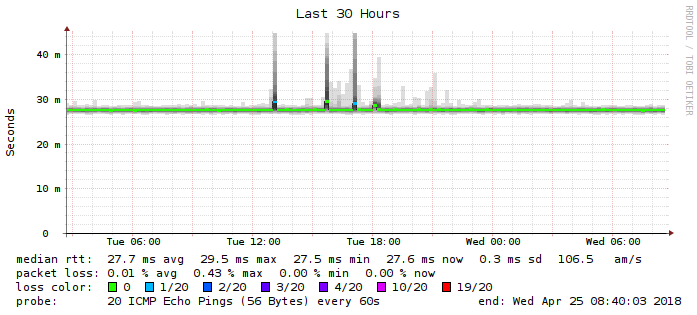 Last 30 Hours
RRDTOOL / TOBI OETIKER
Seconds
40 m
30 m
20 m
10 m
0
Tue 06:00 Tue 12:00 Tue 18:00 Wed 00:00 Wed 06:00
median rtt: 27.7 ms avg 29.5 ms max 27.5 ms min 27.6 ms now 0.3 ms sd 106.5 am/s
packet loss: 0.01 % avg 0.43 % max 0.00 % min 0.00 % now
loss color: 0 1/20 2/20 3/20 4/20 10/20 19/20
probe: 20 ICMP Echo Pings (56 Bytes) every 60s end: Wed Apr 25 08:40:03 2018